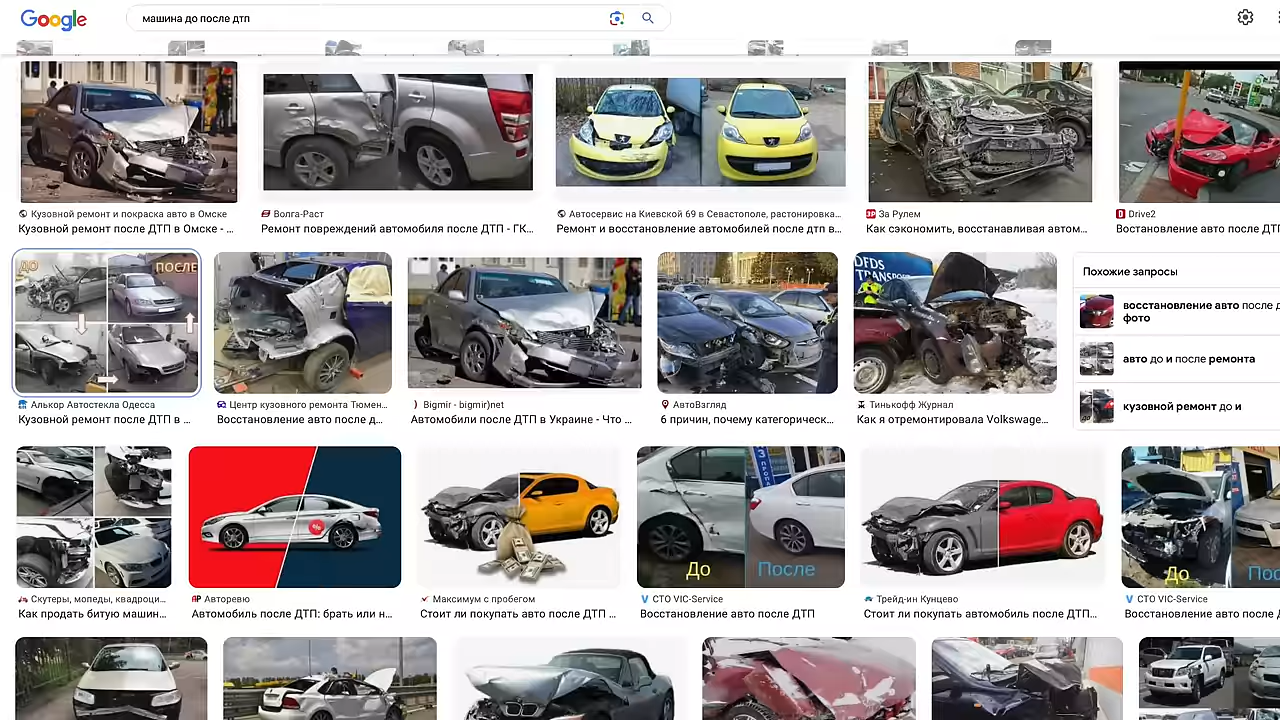 Google
машина до после дтп
Кузовной ремонт и покраска авто в Омске
Кузовной ремонт после ДТП в Омске - ...
Волга-Раст
Ремонт повреждений автомобиля после ДТП - ГК...
Автосервис на Киевской 69 в Севастополе, растонировка...
Ремонт и восстановление автомобилей после дтп в...
За Рулем
Как сэкономить, восстанавливая автом...
Drive2
Востановление авто после ДТП
ДО
ПОСЛЕ
DFDS
TRANSPORT
Алькор Автостекла Одесса
Кузовной ремонт после ДТП в ...
Центр кузовного ремонта Тюмен...
Восстановление авто после д...
Bigmir - bigmir)net
Автомобили после ДТП в Украине - Что ...
АвтоВзгляд
6 причин, почему категорическ...
Тинькофф Журнал
Как я отремонтировала Volkswage...
Похожие запросы
восстановление авто после
фото
авто до и после ремонта
кузовной ремонт до и
До
После
До
Скутеры, мопеды, квадроци...
Как продать битую машин...
Авторевю
Автомобиль после ДТП: брать или н...
Максимум с пробегом
Стоит ли покупать авто после ДТП ...
СТО VIC-Service
Восстановление авто после ДТП
Трейд-ин Кунцево
Стоит ли покупать автомобиль после ДТП...
СТО VIC-Service
Восстановление авто после